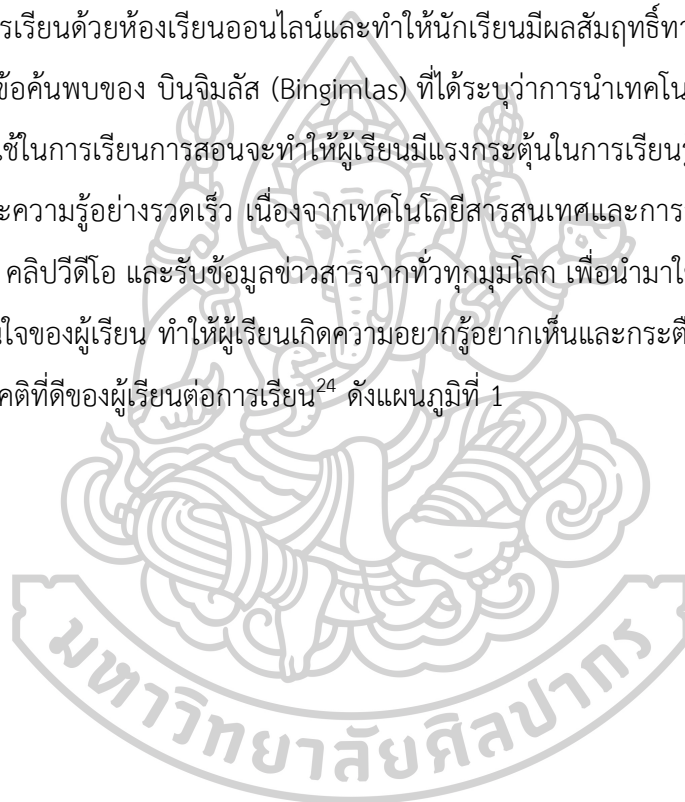 รเรียนด้วยห้องเรียนออนไลน์และทำให้นักเรียนมีผลสัมฤทธิ์ทา
ข้อค้นพบของ บินจิมลัส (Bingimlas) ที่ได้ระบุว่าการนำเทคโน
ใช้ในการเรียนการสอนจะทำให้ผู้เรียนมีแรงกระตุ้นในการเรียนรู
ะความรู้อย่างรวดเร็ว เนื่องจากเทคโนโลยีสารสนเทศและการ
คลิปวีดีโอ และรับข้อมูลข่าวสารจากทั่วทุกมุมโลก เพื่อนำมาใ
นใจของผู้เรียน ทำให้ผู้เรียนเกิดความอยากรู้อยากเห็นและกระตื
คติที่ดีของผู้เรียนต่อการเรียน24 ดังแผนภูมิที่ 1
มหาวิทยาลัยศิลปากร